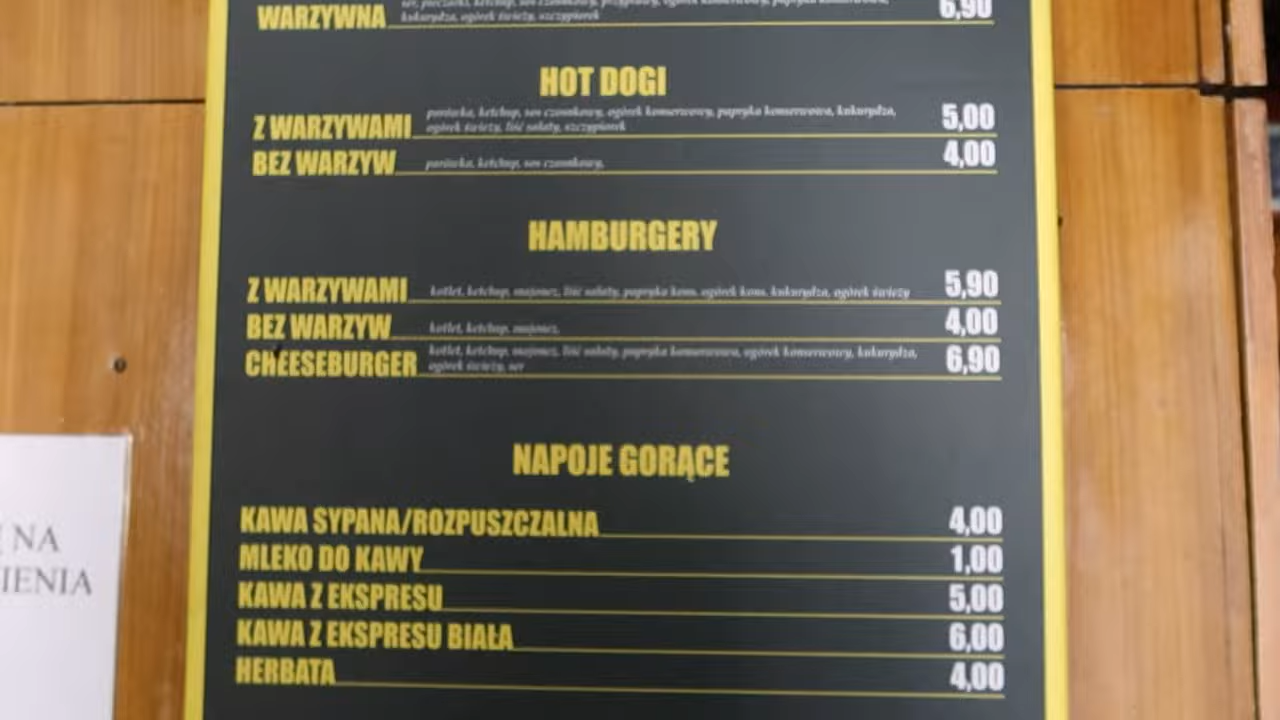 ser, pieczarki, ketchup, sos czosnkowy, przyprawy, ogórek konserwowy, papryka konserwowa,
WARZYWNA kukurydza, ogórek świeży, szczypiorek 6,90
HOT DOGI
parówka, ketchup, sos czosnkowy, ogórek konserwowy, papryka konserwowa, kukurydza,
Z WARZYWAMI ogórek świeży, liść sałaty, szczypiorek 5,00
BEZ WARZYW parówka, ketchup, sos czosnkowy, 4,00
HAMBURGERY
Z WARZYWAMI kotlet, ketchup, majonez, liść sałaty, papryka kons. ogórek kons. kukurydza, ogórek świeży 5,90
BEZ WARZYW kotlet, ketchup, majonez, 4,00
kotlet, ketchup, majonez, liść sałaty, papryka konserwowa, ogórek konserwowy, kukurydza,
CHEESEBURGER ogórek świeży, ser 6,90
NAPOJE GORĄCE
KAWA SYPANA/ROZPUSZCZALNA 4,00
MLEKO DO KAWY 1,00
KAWA Z EKSPRESU 5,00
KAWA Z EKSPRESU BIAŁA 6,00
HERBATA 4,00
NA
IENIA